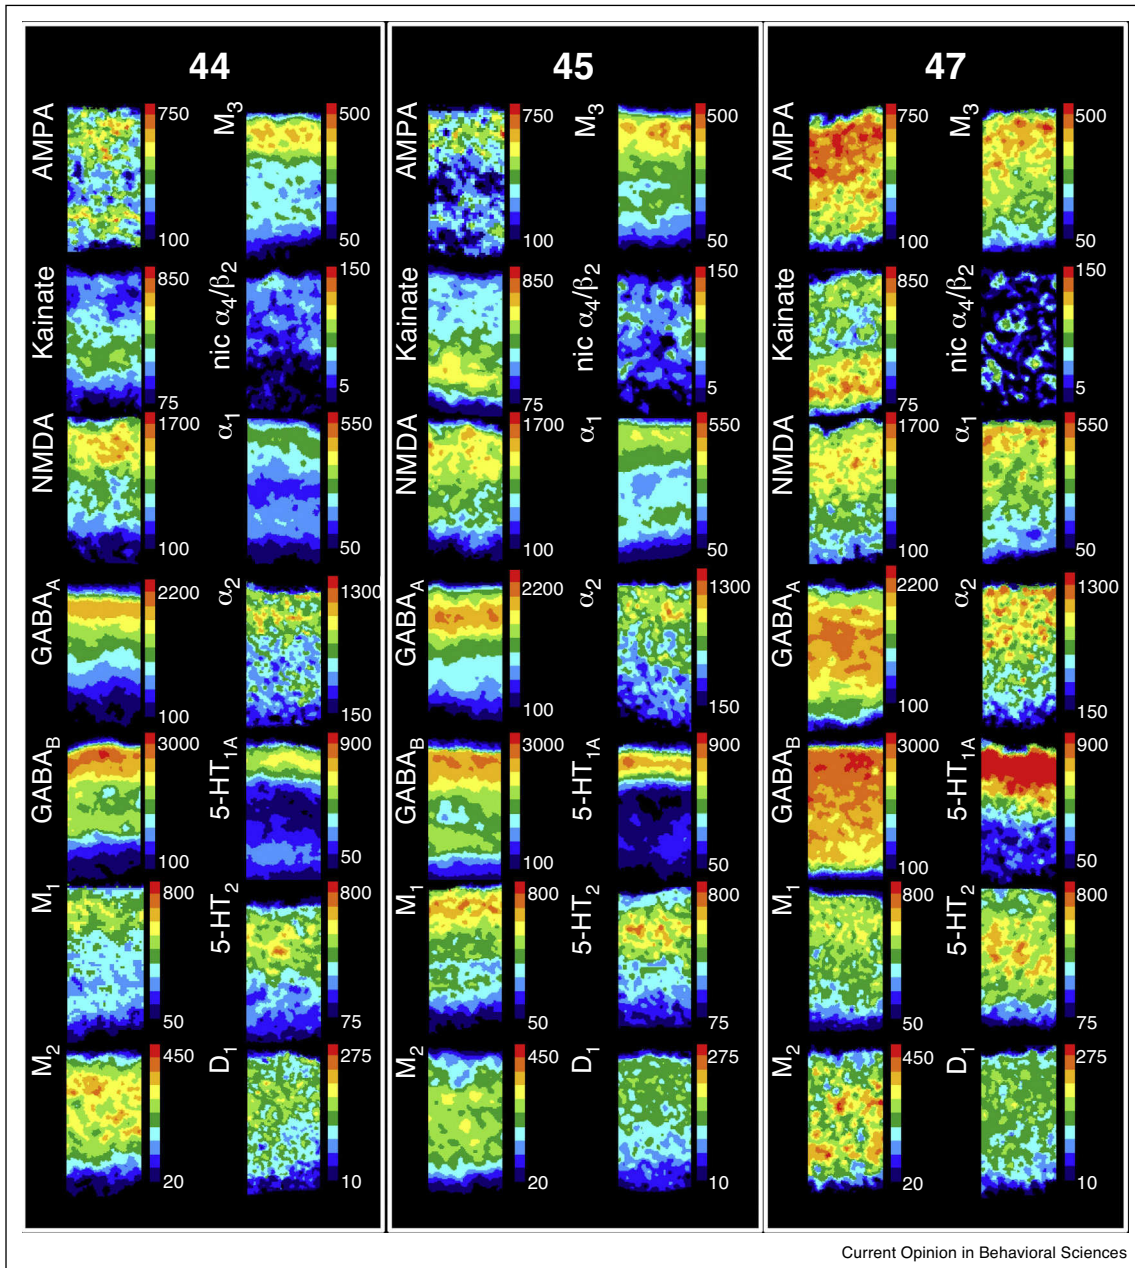 44
AMPA
750
100
M₃
500
50
Kainate
850
75
nic α₄/β₂
150
5
NMDA
1700
100
α₁
550
50
GABA_A
2200
100
α₂
1300
150
GABA_B
3000
100
5-HT₁A
900
50
M₁
800
50
5-HT₂
800
75
M₂
450
20
D₁
275
10
45
AMPA
750
100
M₃
500
50
Kainate
850
75
nic α₄/β₂
150
5
NMDA
1700
100
α₁
550
50
GABA_A
2200
100
α₂
1300
150
GABA_B
3000
100
5-HT₁A
900
50
M₁
800
50
5-HT₂
800
75
M₂
450
20
D₁
275
10
47
AMPA
750
100
M₃
500
50
Kainate
850
75
nic α₄/β₂
150
5
NMDA
1700
100
α₁
550
50
GABA_A
2200
100
α₂
1300
150
GABA_B
3000
100
5-HT₁A
900
50
M₁
800
50
5-HT₂
800
75
M₂
450
20
D₁
275
10
Current Opinion in Behavioral Sciences